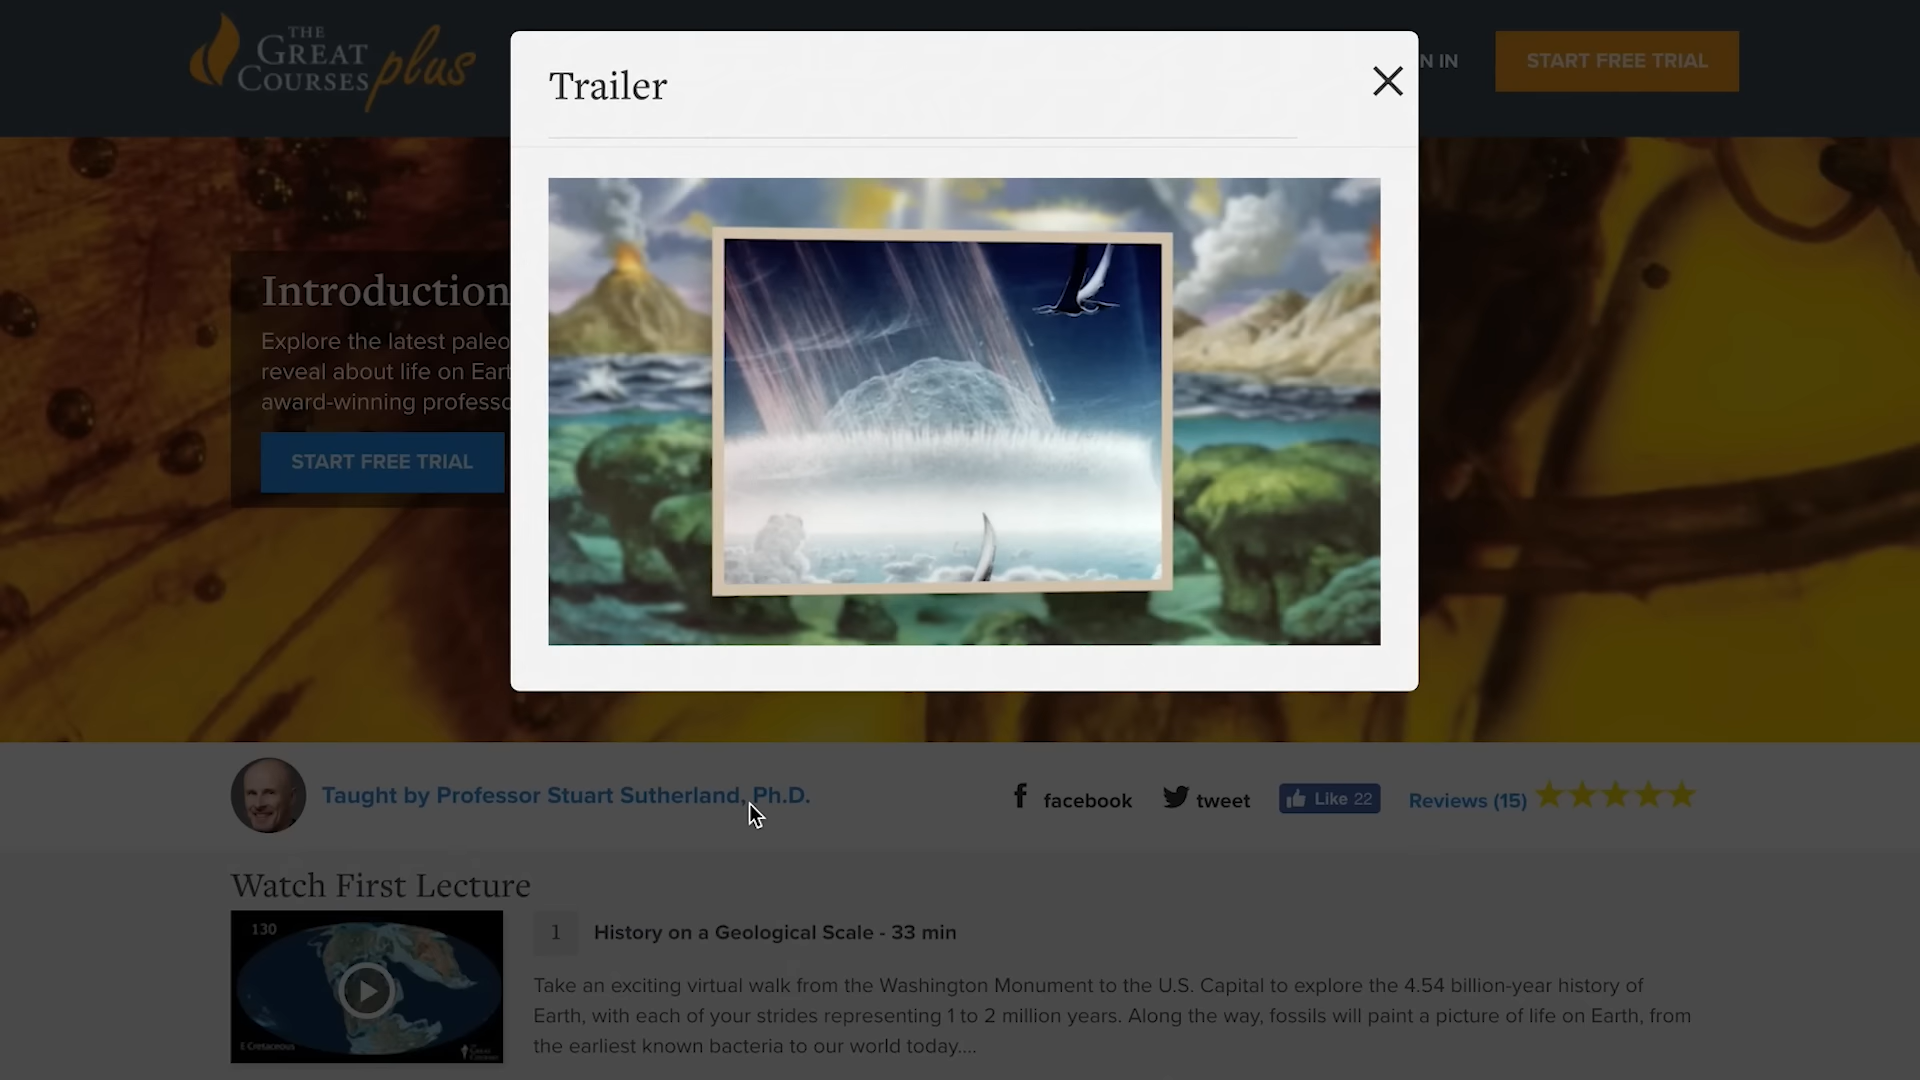 THE
GREAT
COURSES plus
N IN
START FREE TRIAL
Trailer
Introduction
Explore the latest paleo
reveal about life on Eart
award-winning professo
START FREE TRIAL
Taught by Professor Stuart Sutherland, Ph.D.
facebook
tweet
Like 22
Reviews (15)
Watch First Lecture
130
E Cretaceous
THE
GREAT
COURSES
1
History on a Geological Scale - 33 min
Take an exciting virtual walk from the Washington Monument to the U.S. Capital to explore the 4.54 billion-year history of
Earth, with each of your strides representing 1 to 2 million years. Along the way, fossils will paint a picture of life on Earth, from
the earliest known bacteria to our world today....